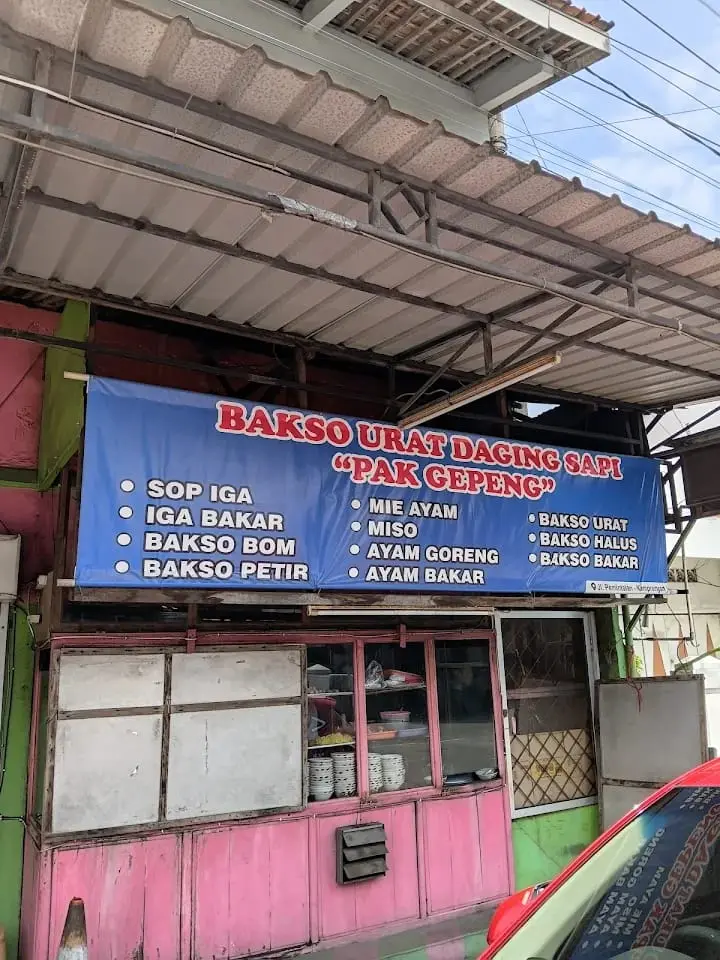 BAKSO URAT DAGING SAPI
"PAK GEPENG"
SOP IGA
IGA BAKAR
BAKSO BOM
BAKSO PETIR
MIE AYAM
MISO
AYAM GORENG
AYAM BAKAR
BAKSO URAT
BAKSO HALUS
BAKSO BAKAR